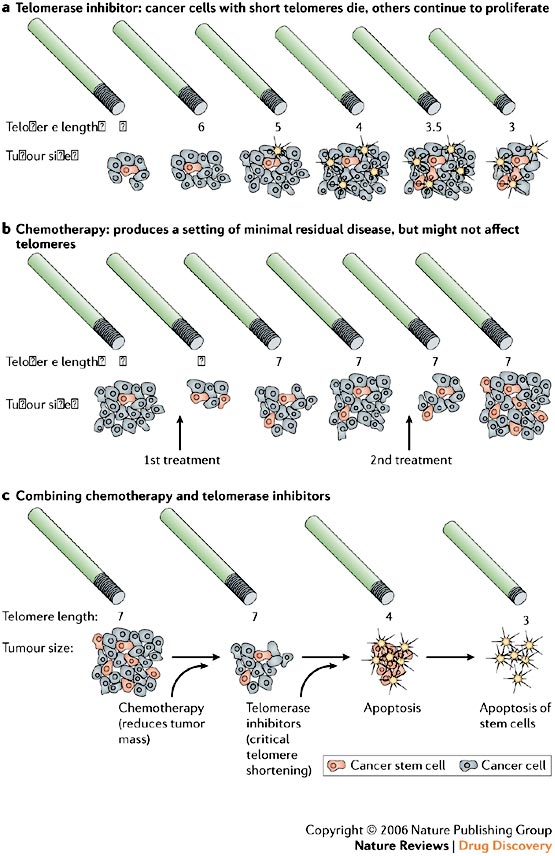 a Telomerase inhibitor: cancer cells with short telomeres die, others continue to proliferate
6 5 4 3.5 3
b Chemotherapy: produces a setting of minimal residual disease, but might not affect
telomeres
7 7 7 7
1st treatment 2nd treatment
c Combining chemotherapy and telomerase inhibitors
Telomere length: 7 7 4 3
Tumour size:
Chemotherapy
(reduces tumor
mass)
Telomerase
inhibitors
(critical
telomere
shortening)
Apoptosis
Apoptosis of
stem cells
Cancer stem cell Cancer cell
Copyright © 2006 Nature Publishing Group
Nature Reviews | Drug Discovery